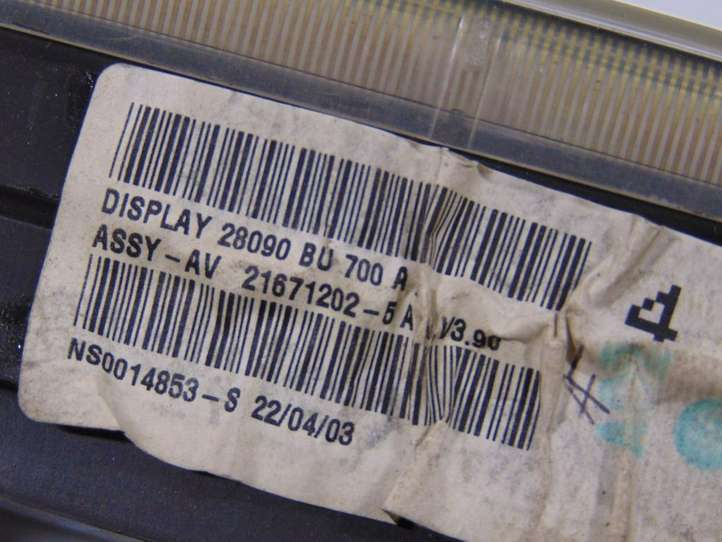 DISPLAY 28090 BU 700 A
ASSY-AV 21671202-5 A V3.90
NS0014853-S 22/04/03
4